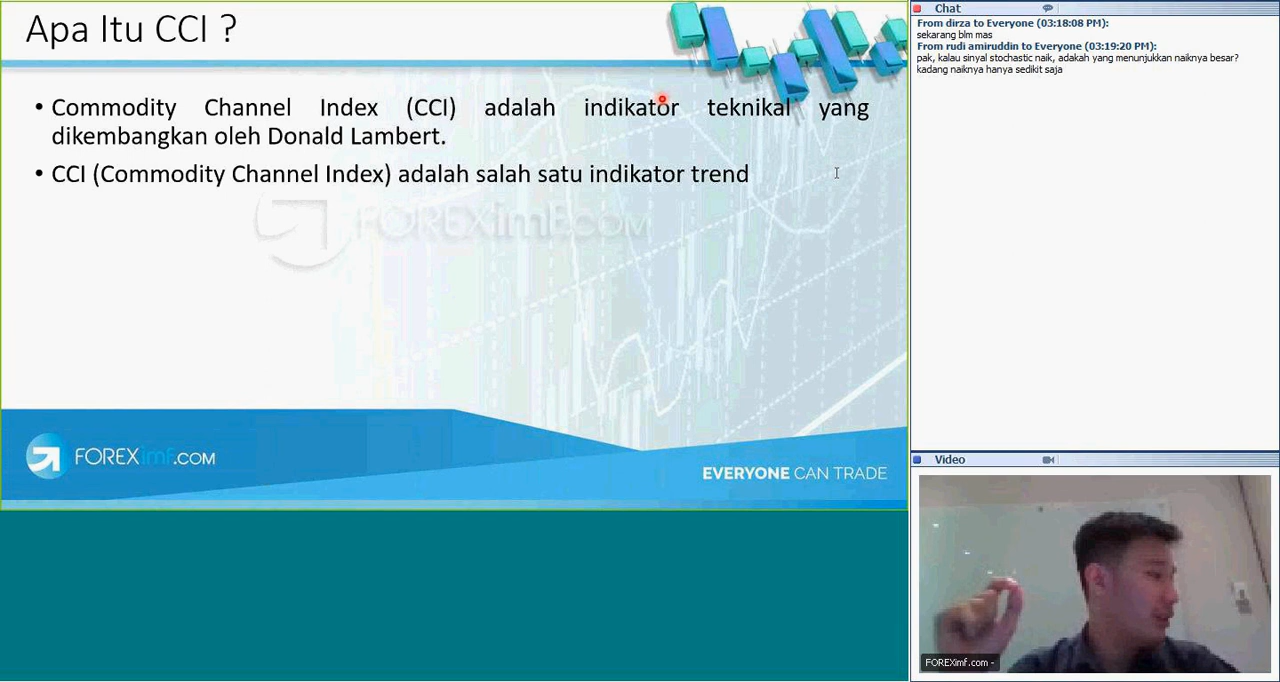 Apa Itu CCI ?
• Commodity Channel Index (CCI) adalah indikator teknikal yang
dikembangkan oleh Donald Lambert.
• CCI (Commodity Channel Index) adalah salah satu indikator trend
FOREXimf.COM
FOREXimf.COM
EVERYONE CAN TRADE
Chat
From dirza to Everyone (03:18:08 PM):
sekarang blm mas
From rudi amiruddin to Everyone (03:19:20 PM):
pak, kalau sinyal stochastic naik, adakah yang menunjukkan naiknya besar?
kadang naiknya hanya sedikit saja
Video
FOREXimf.com -